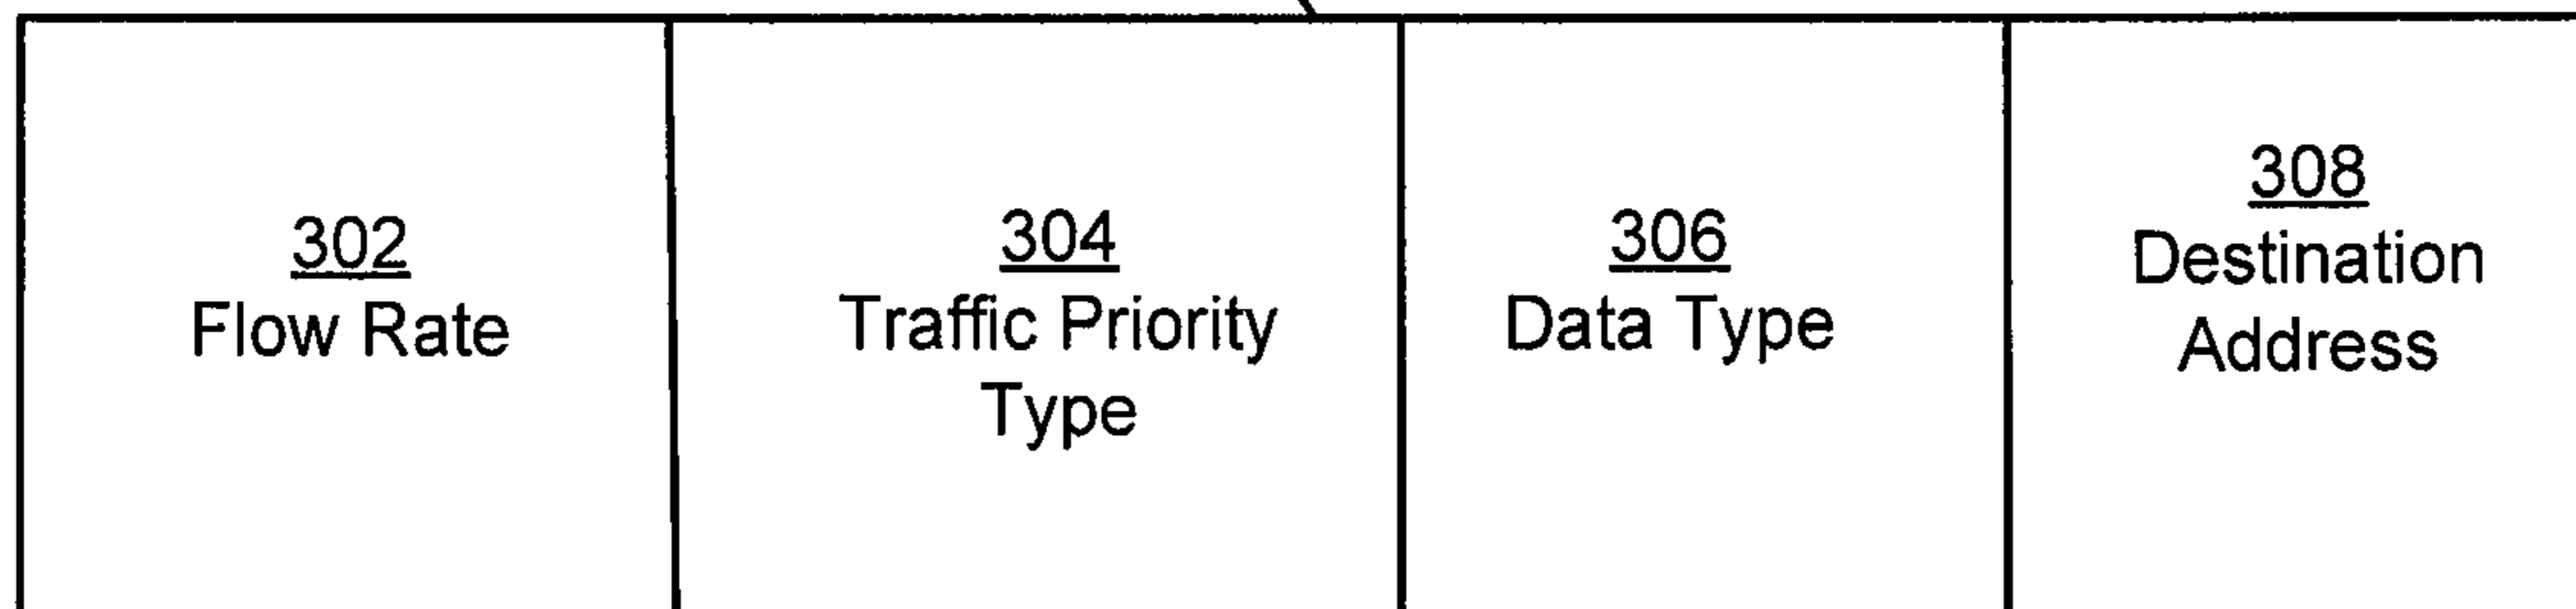 302
Flow Rate
304
Traffic Priority
Type
306
Data Type
308
Destination
Address